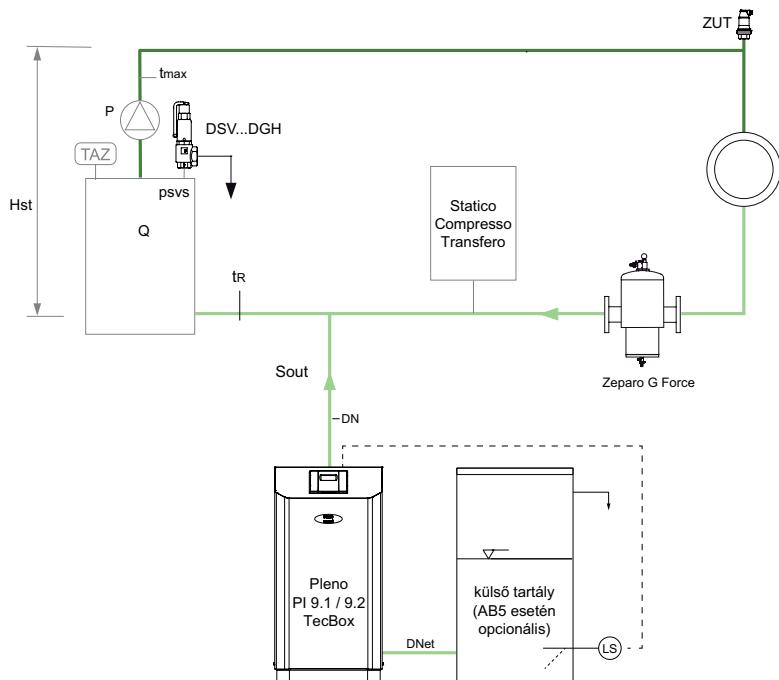 ZUT
tmax
P
DSV...DGH
TAZ
psvs
Hst
Q
Statico
Compresso
Transfero
tR
Zeparo G Force
Sout
DN
Pleno
PI 9.1 / 9.2
TecBox
külső tartály
(AB5 esetén
opcionális)
DNet
LS